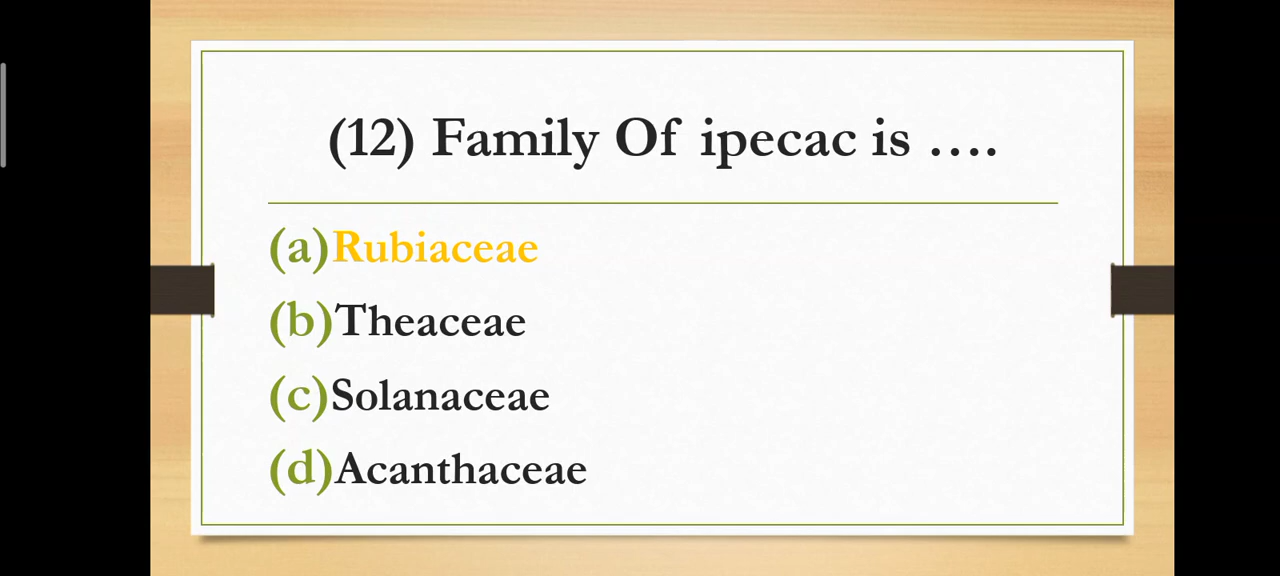 (12) Family Of ipecac is ....
(a)Rubiaceae
(b)Theaceae
(c)Solanaceae
(d)Acanthaceae